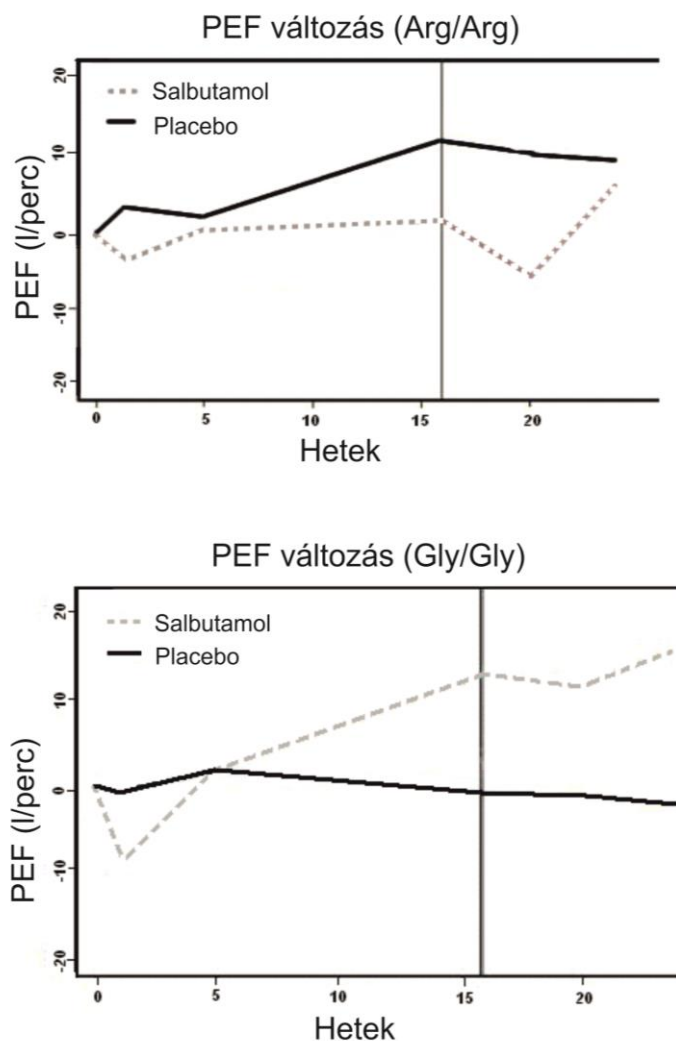 PEF változás (Arg/Arg)
Salbutamol
Placebo
PEF (l/perc)
20
10
0
-10
-20
0 5 10 15 20
Hetek
PEF változás (Gly/Gly)
Salbutamol
Placebo
PEF (l/perc)
20
10
0
-10
-20
0 5 10 15 20
Hetek